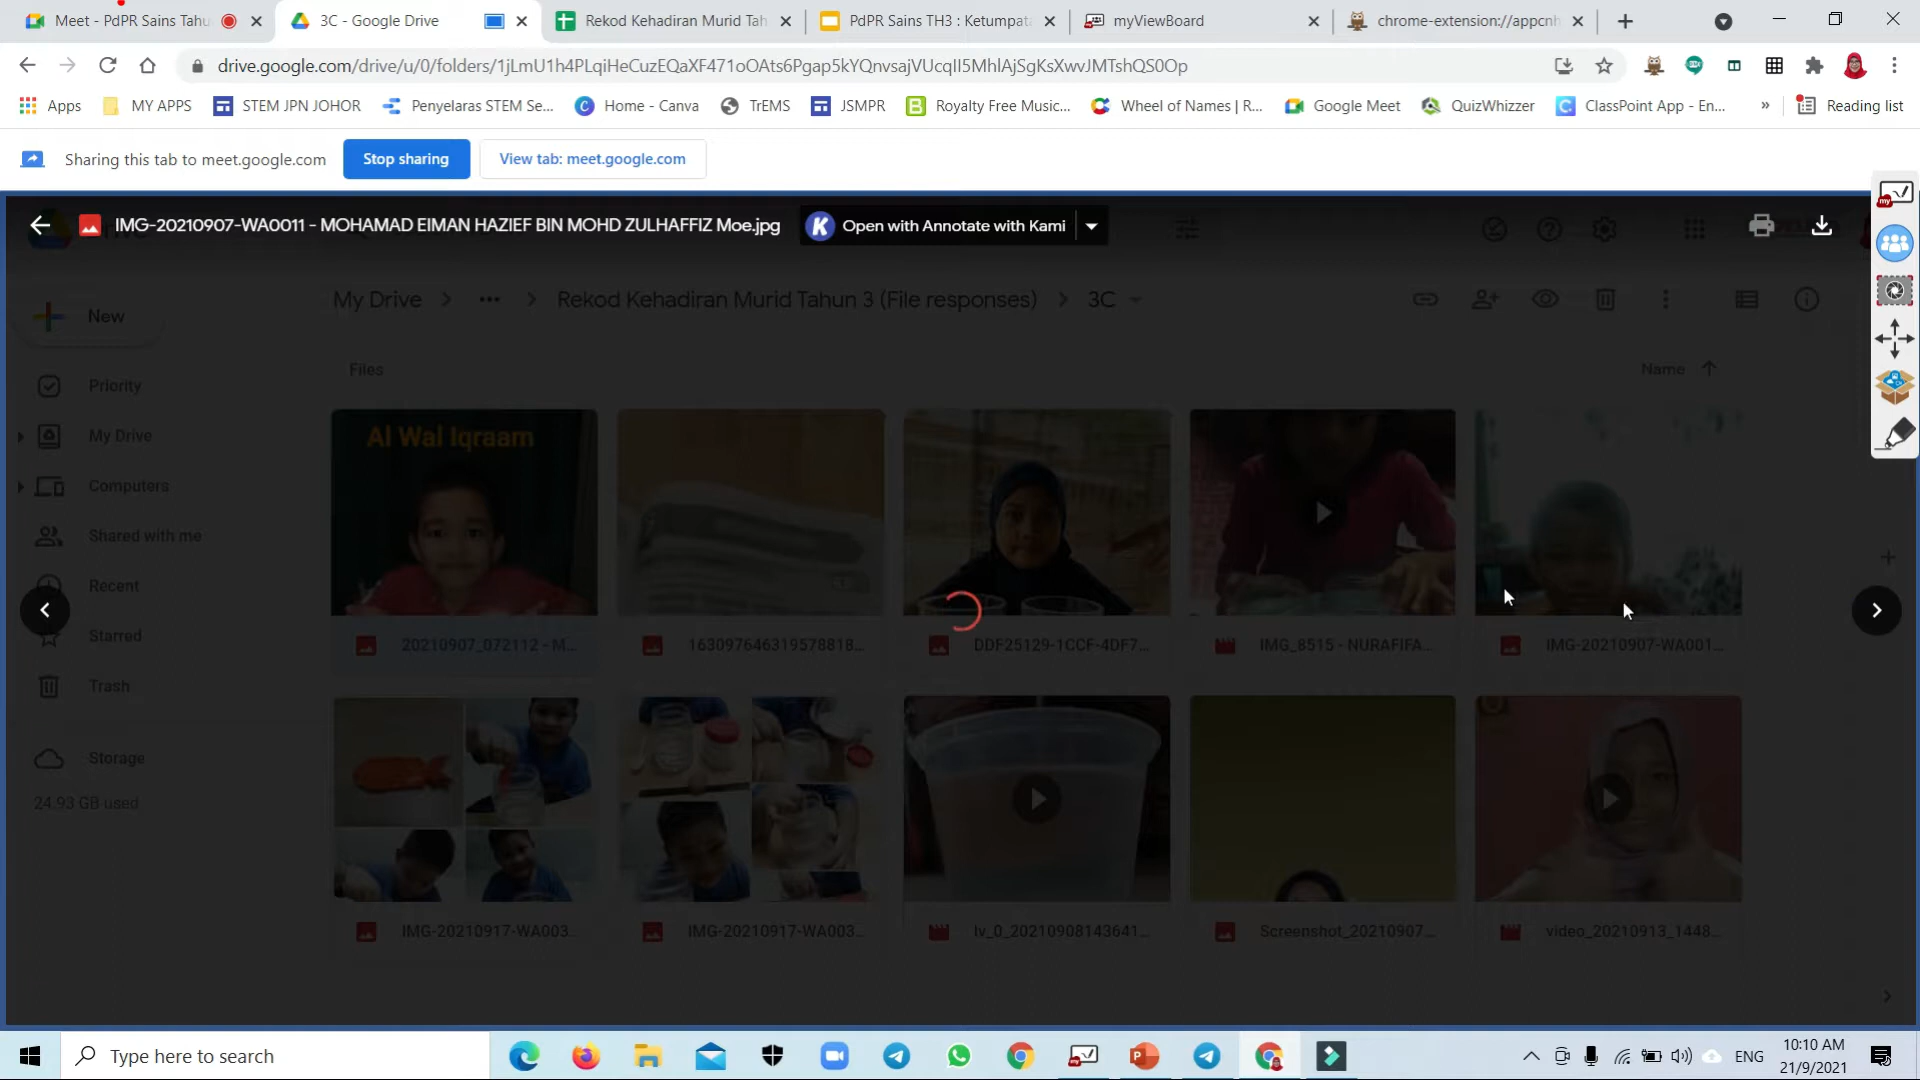 Meet - PdPR Sains Tahu
3C - Google Drive
Rekod Kehadiran Murid Tah
PdPR Sains TH3 : Ketumpata
myViewBoard
chrome-extension://appcnh
drive.google.com/drive/u/0/folders/1jLmU1h4PLqiHeCuzEQaXF471oOAts6Pgap5kYQnvsajVUcqII5MhlAjSgKsXwvJMTshQS0Op
Apps
MY APPS
STEM JPN JOHOR
Penyelaras STEM Se...
Home - Canva
TrEMS
JSMPR
Royalty Free Music...
Wheel of Names | R...
Google Meet
QuizWhizzer
ClassPoint App - En...
»
Reading list
Sharing this tab to meet.google.com
Stop sharing
View tab: meet.google.com
IMG-20210907-WA0011 - MOHAMAD EIMAN HAZIEF BIN MOHD ZULHAFFIZ Moe.jpg
Open with Annotate with Kami
New
My Drive > ... > Rekod Kehadiran Murid Tahun 3 (File responses) > 3C
Priority
My Drive
Computers
Shared with me
Recent
Starred
Trash
Storage
24.93 GB used
Files
Name
Al Wal Iqraam
20210907_072112 - M...
163097646319578818...
DDF25129-1CCF-4DF7...
IMG_8515 - NURAFIFA...
IMG-20210907-WA001...
IMG-20210917-WA003...
IMG-20210917-WA003...
lv_0_20210908143641...
Screenshot_20210907...
video_20210913_1448...
Type here to search
ENG
10:10 AM
21/9/2021